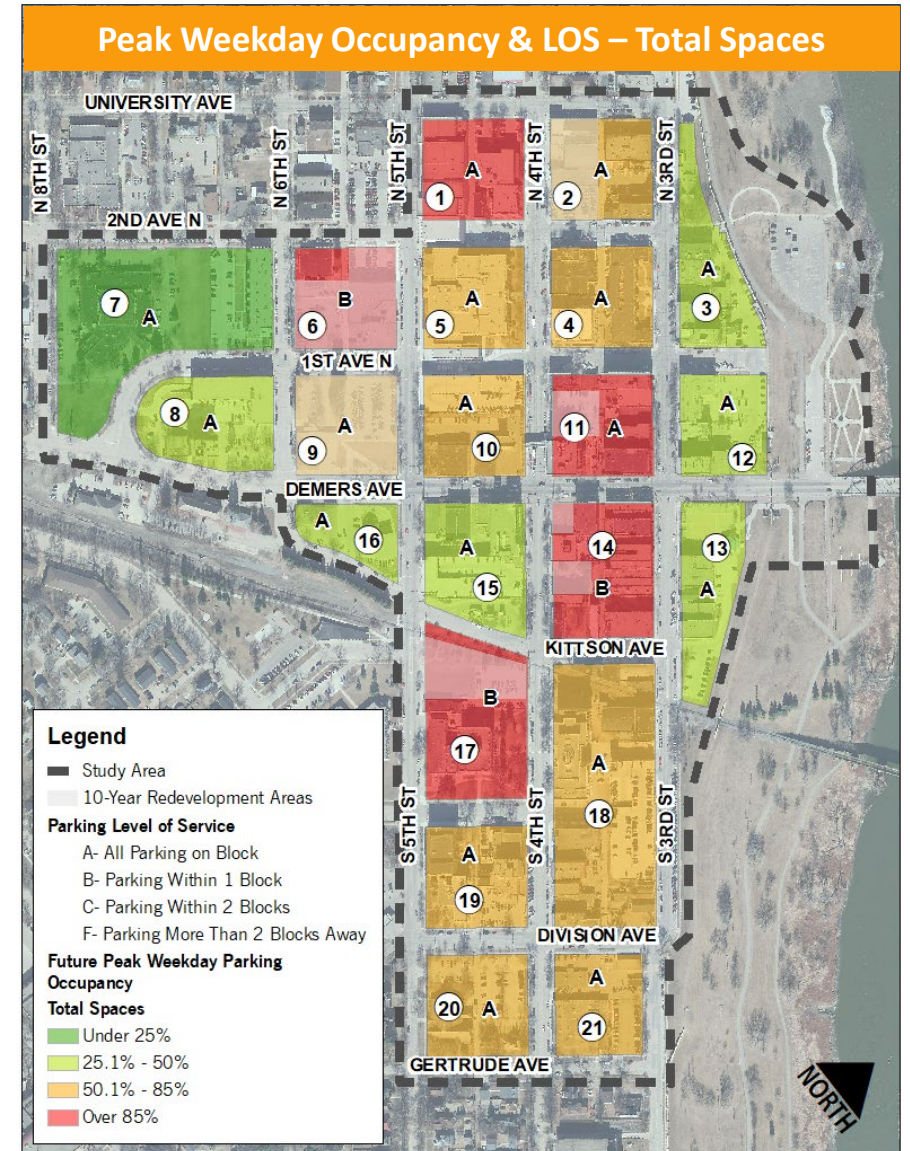 Peak Weekday Occupancy & LOS – Total Spaces
UNIVERSITY AVE
N 8TH ST
N 6TH ST
N 5TH ST
N 4TH ST
N 3RD ST
2ND AVE N
A
1
A
2
A
3
7
A
B
6
A
5
A
4
1ST AVE N
8
A
A
9
A
10
11
A
A
12
DEMERS AVE
A
16
A
15
14
B
13
A
KITTSON AVE
B
17
A
18
S 5TH ST
S 4TH ST
S 3RD ST
A
19
DIVISION AVE
20
A
A
21
GERTRUDE AVE
NORTH
Legend
Study Area
10-Year Redevelopment Areas
Parking Level of Service
A- All Parking on Block
B- Parking Within 1 Block
C- Parking Within 2 Blocks
F- Parking More Than 2 Blocks Away
Future Peak Weekday Parking
Occupancy
Total Spaces
Under 25%
25.1% - 50%
50.1% - 85%
Over 85%